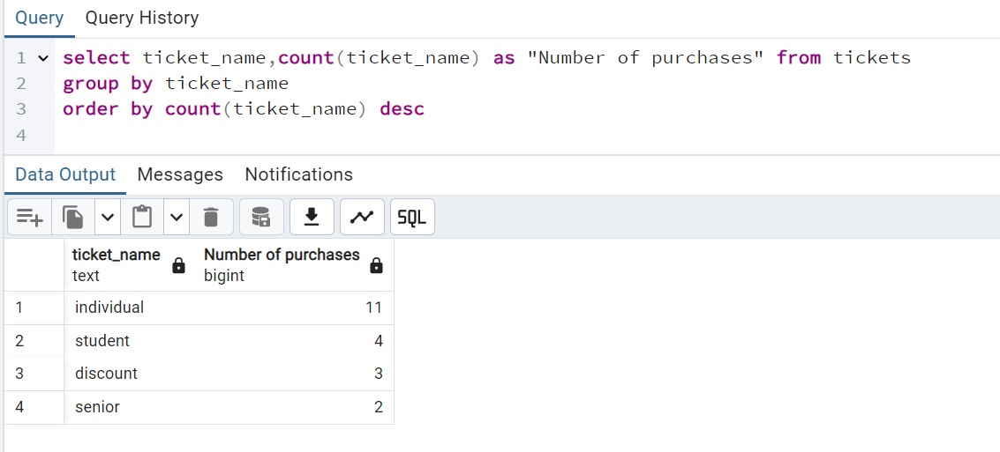 Query Query History
1 select ticket_name,count(ticket_name) as "Number of purchases" from tickets
2 group by ticket_name
3 order by count(ticket_name) desc
4
Data Output Messages Notifications
SQL
ticket_name Number of purchases
text bigint
1 individual 11
2 student 4
3 discount 3
4 senior 2